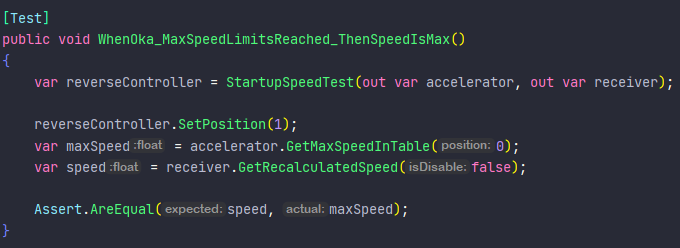 [Test]
public void WhenOka_MaxSpeedLimitsReached_ThenSpeedIsMax()
{
var reverseController = StartupSpeedTest(out var accelerator, out var receiver);
reverseController.SetPosition(1);
var maxSpeed :float = accelerator.GetMaxSpeedInTable( position: 0);
var speed :float = receiver.GetRecalculatedSpeed( isDisable: false);
Assert.AreEqual( expected: speed, actual: maxSpeed);
}